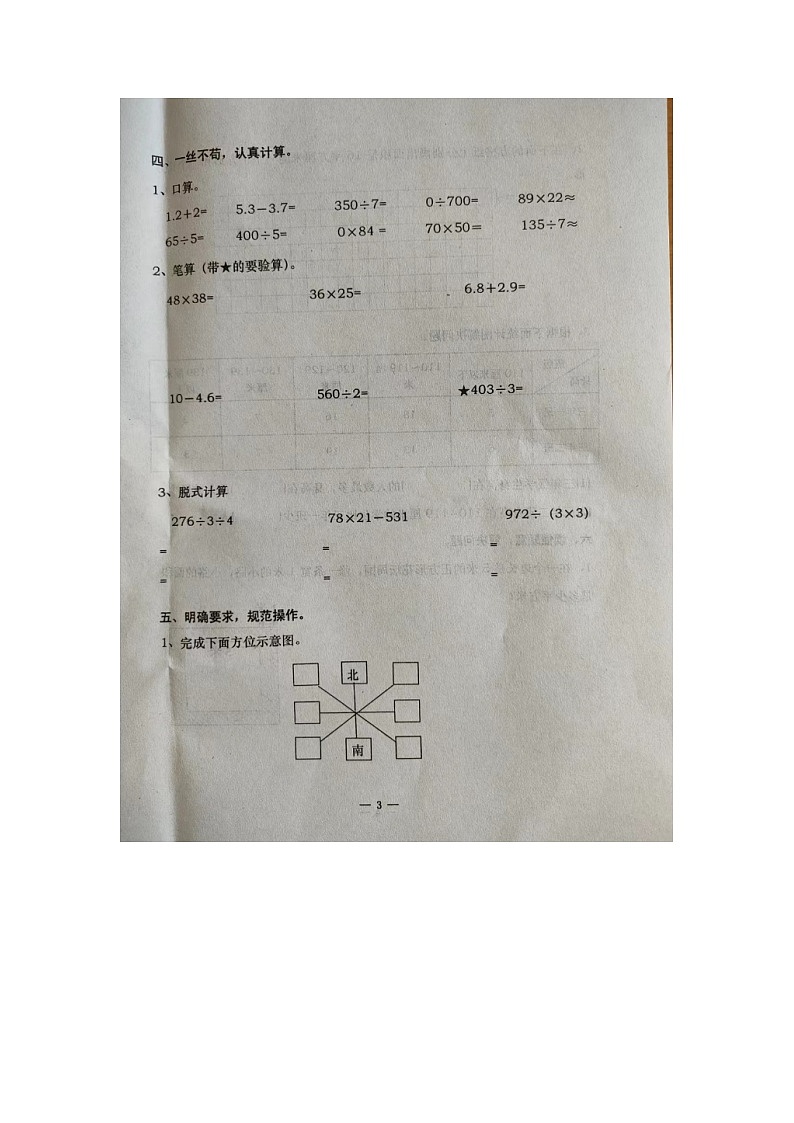 四、一丝不苟，认真计算。
1、口算。
1.2+2= 5.3－3.7= 350÷7= 0÷700= 89×22≈
65÷5= 400÷5= 0×84= 70×50= 135÷7≈
2、笔算（带★的要验算）。
48×38= 36×25= 6.8+2.9=
10－4.6= 560÷2= ★403÷3=
3、脱式计算
276÷3÷4 78×21－531 972÷（3×3）
= = =
= = =
五、明确要求，规范操作。
1、完成下面方位示意图。
北
南
— 3 —